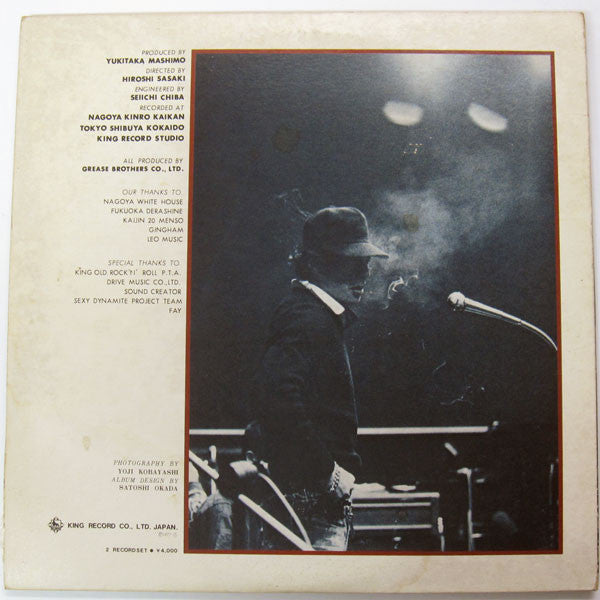 PRODUCED BY
YUKITAKA MASHIMO
DIRECTED BY
HIROSHI SASAKI
ENGINEERED BY
SEIICHI CHIBA
RECORDED AT
NAGOYA KINRO KAIKAN
TOKYO SHIBUYA KOKAIDO
KING RECORD STUDIO
ALL PRODUCED BY
GREASE BROTHERS CO., LTD.
OUR THANKS TO
NAGOYA WHITE HOUSE
FUKUOKA DERASHINE
KAIJIN 20 MENSO
GINGHAM
LEO MUSIC
SPECIAL THANKS TO
KING OLD ROCK'N' ROLL P.T.A.
DRIVE MUSIC CO.,LTD.
SOUND CREATOR
SEXY DYNAMITE PROJECT TEAM
FAY
PHOTOGRAPHY BY
YOJI KOBAYASHI
ALBUM DESIGN BY
SATOSHI OKADA
KING RECORD CO., LTD. JAPAN.
2 RECORDSET ● ¥4,000